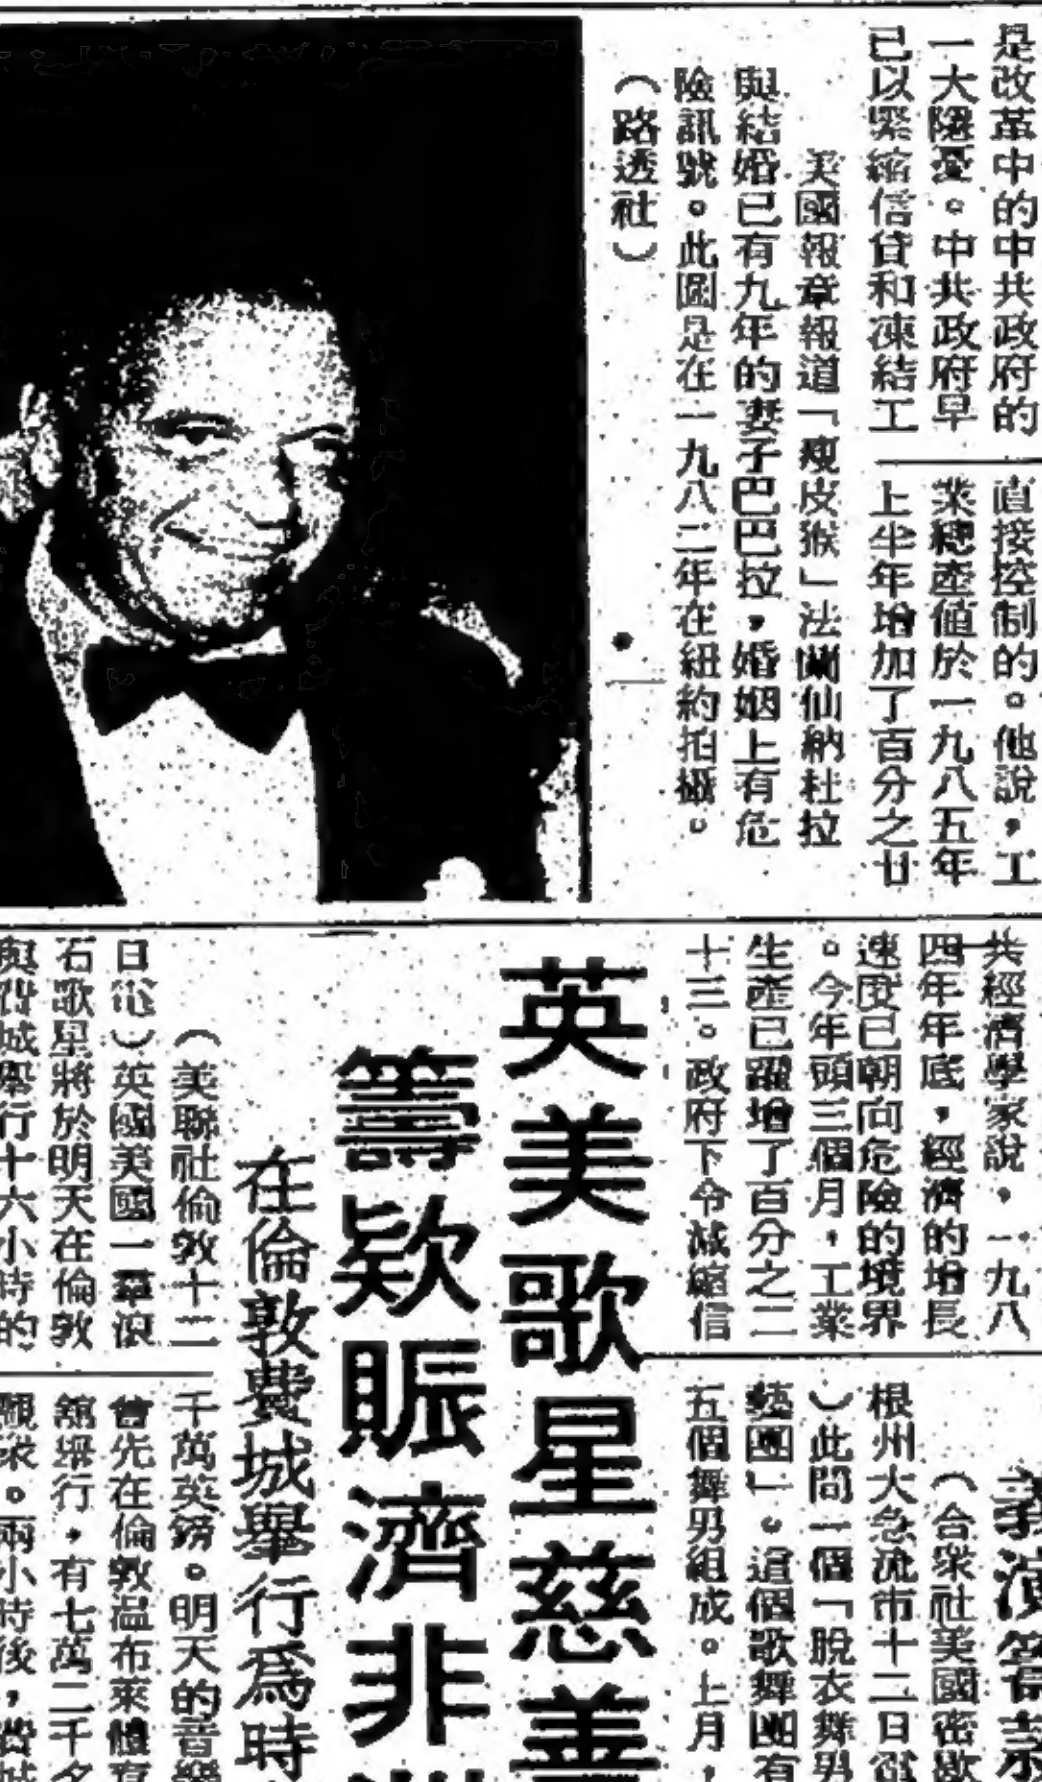 是改革中的中共政府的
一大隱憂。中共政府早
已以緊縮信貸和凍結工
直接控制的。他說，工
業總產值於一九八五年
上半年增加了百分之廿
美國報章報道「瘦皮猴」法蘭仙納杜拉
與結婚已有九年的妻子巴巴拉，婚姻上有危
險訊號。此圖是在一九八二年在紐約拍攝。
（路透社）
共經濟學家說，一九八
四年年底，經濟的增長
速度已朝向危險的境界
。今年頭三個月，工業
生產已躍增了百分之二
十三。政府下令減縮信
義演籌
（合衆社美國密歇
根州大急流市十二日電
）此間一個「脫衣舞男
藝團」。這個歌舞團有
五個舞男組成。上月，
英美歌星慈善
籌欵賑濟非
在倫敦費城舉行爲時
（美聯社倫敦十二
日電）英國美國一羣滾
石歌星將於明天在倫敦
與費城舉行十六小時的
千萬英鎊。明天的音樂
會先在倫敦温布萊體育
舘舉行，有七萬二千名
觀衆。兩小時後，費城